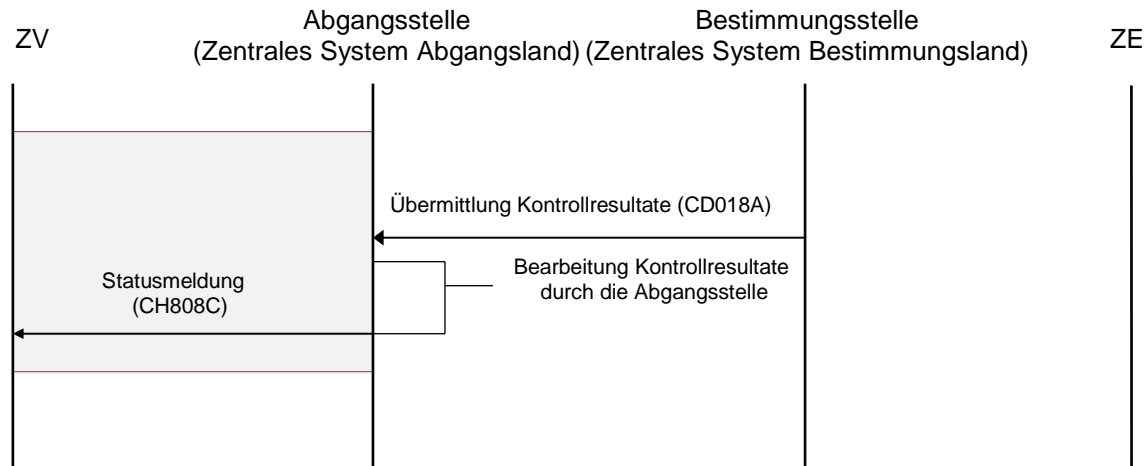 ZV
Abgangsstelle
(Zentrales System Abgangsland)
Bestimmungsstelle
(Zentrales System Bestimmungsland)
ZE
Übermittlung Kontrollresultate (CD018A)
Statusmeldung
(CH808C)
Bearbeitung Kontrollresultate
durch die Abgangsstelle